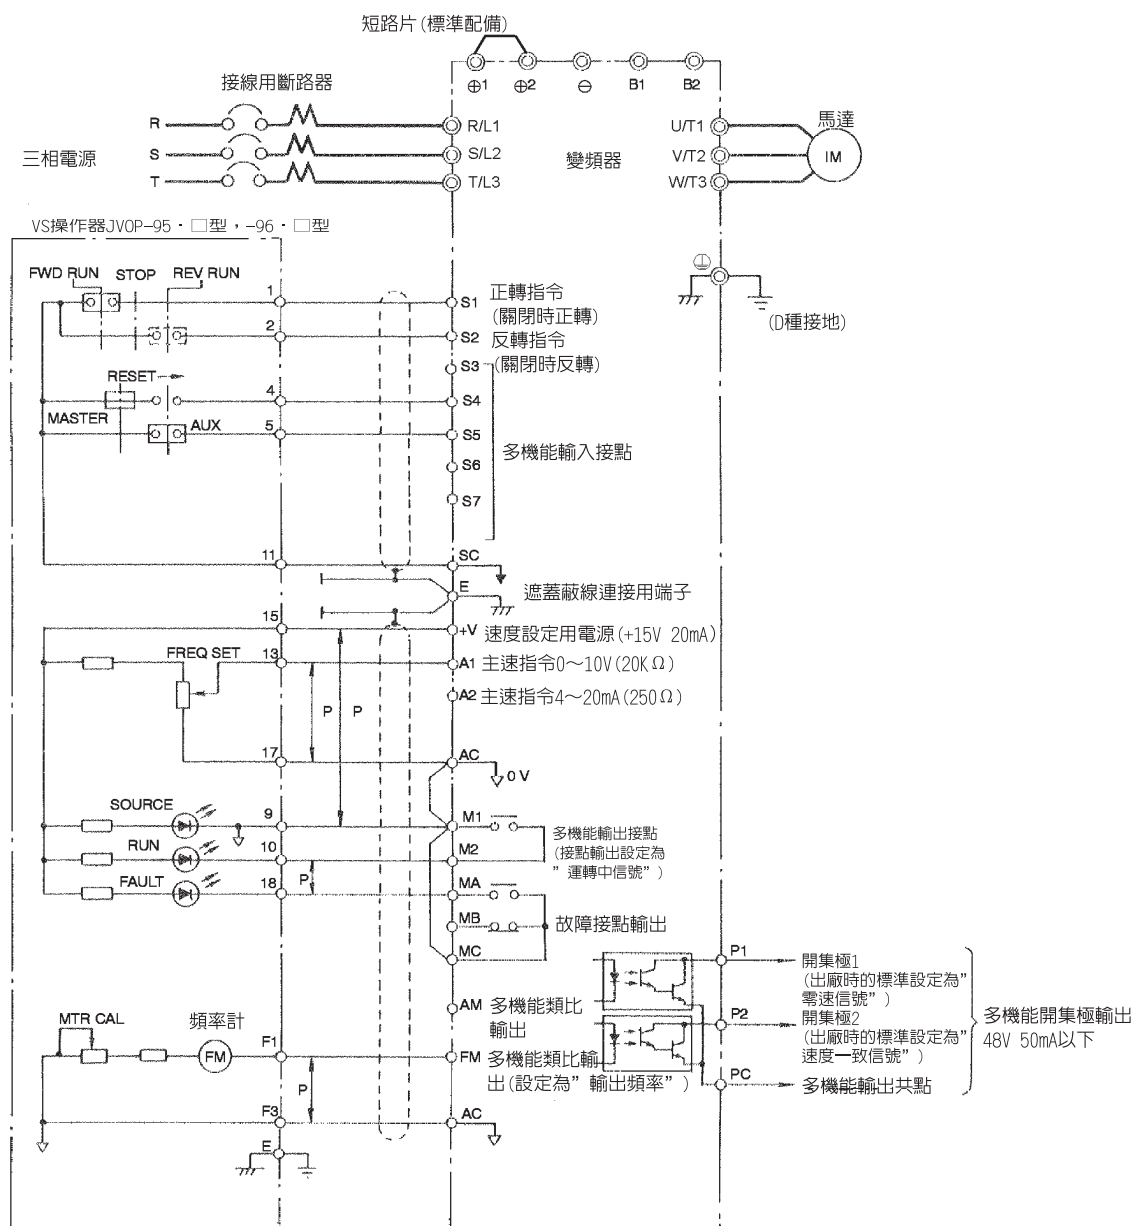 短路片(標準配備)
⊕1 ⊕2 ⊖ B1 B2
接線用斷路器
R
S
T
三相電源
R/L1
S/L2
T/L3
變頻器
U/T1
V/T2
W/T3
馬達
IM
(D種接地)
VS操作器JVOP-95．□型，-96．□型
FWD RUN STOP REV RUN
1
2
RESET
4
MASTER
AUX
5
11
S1 正轉指令
(關閉時正轉)
S2 反轉指令
(關閉時反轉)
S3
S4
S5
S6
S7
多機能輸入接點
SC
E
遮蓋蔽線連接用端子
15
+V 速度設定用電源(+15V 20mA)
FREQ SET
13
A1 主速指令0～10V(20KΩ)
A2 主速指令4～20mA(250Ω)
P P
17
AC
0V
SOURCE
9
M1
RUN
10
M2
多機能輸出接點
(接點輸出設定為
”運轉中信號”)
FAULT
18
P
MA
MB
MC
故障接點輸出
AM 多機能類比
輸出
MTR CAL
頻率計
FM
F1
FM 多機能類比輸
出(設定為”輸出頻率”)
P
F3
AC
E
P1
開集極1
(出廠時的標準設定為”
零速信號”)
P2
開集極2
(出廠時的標準設定為”
速度一致信號”)
PC
多機能輸出共點
多機能開集極輸出
48V 50mA以下